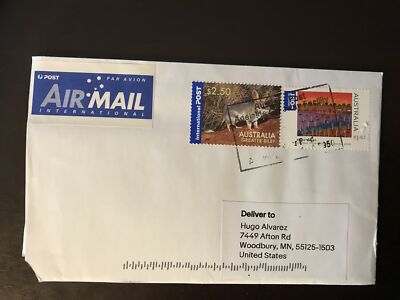 POST
PAR AVION
AIR MAIL
INTERNATIONAL
International POST
$2.50
AUSTRALIA
GREATER BILBY
AUSTRALIA
Deliver to
Hugo Alvarez
7449 Afton Rd
Woodbury, MN, 55125-1503
United States